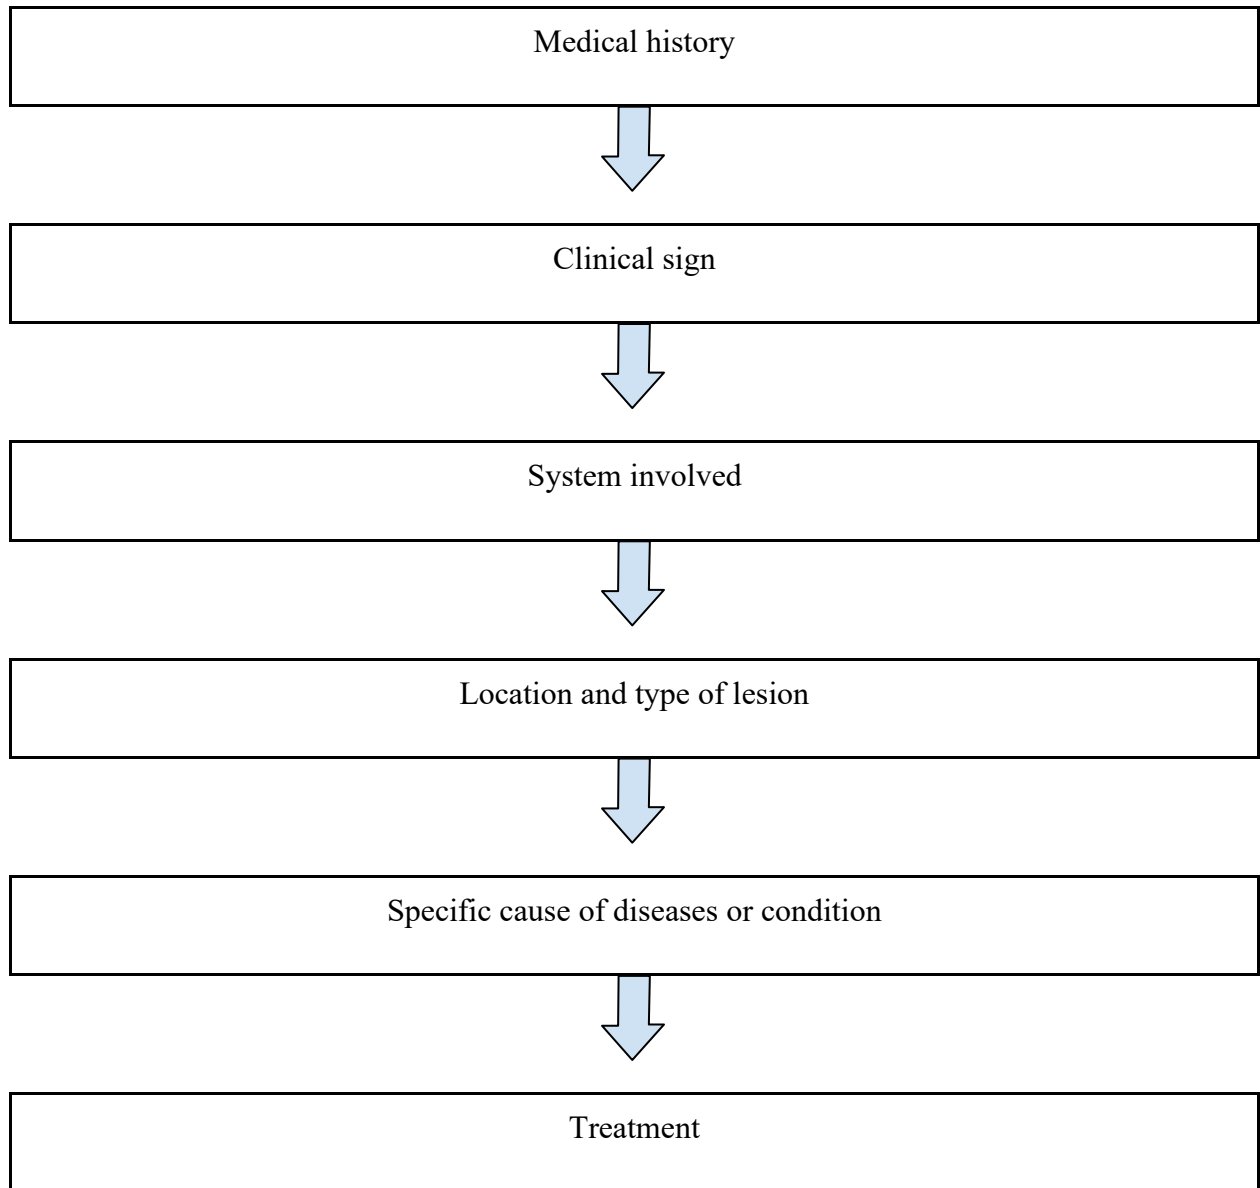 Medical history
Clinical sign
System involved
Location and type of lesion
Specific cause of diseases or condition
Treatment